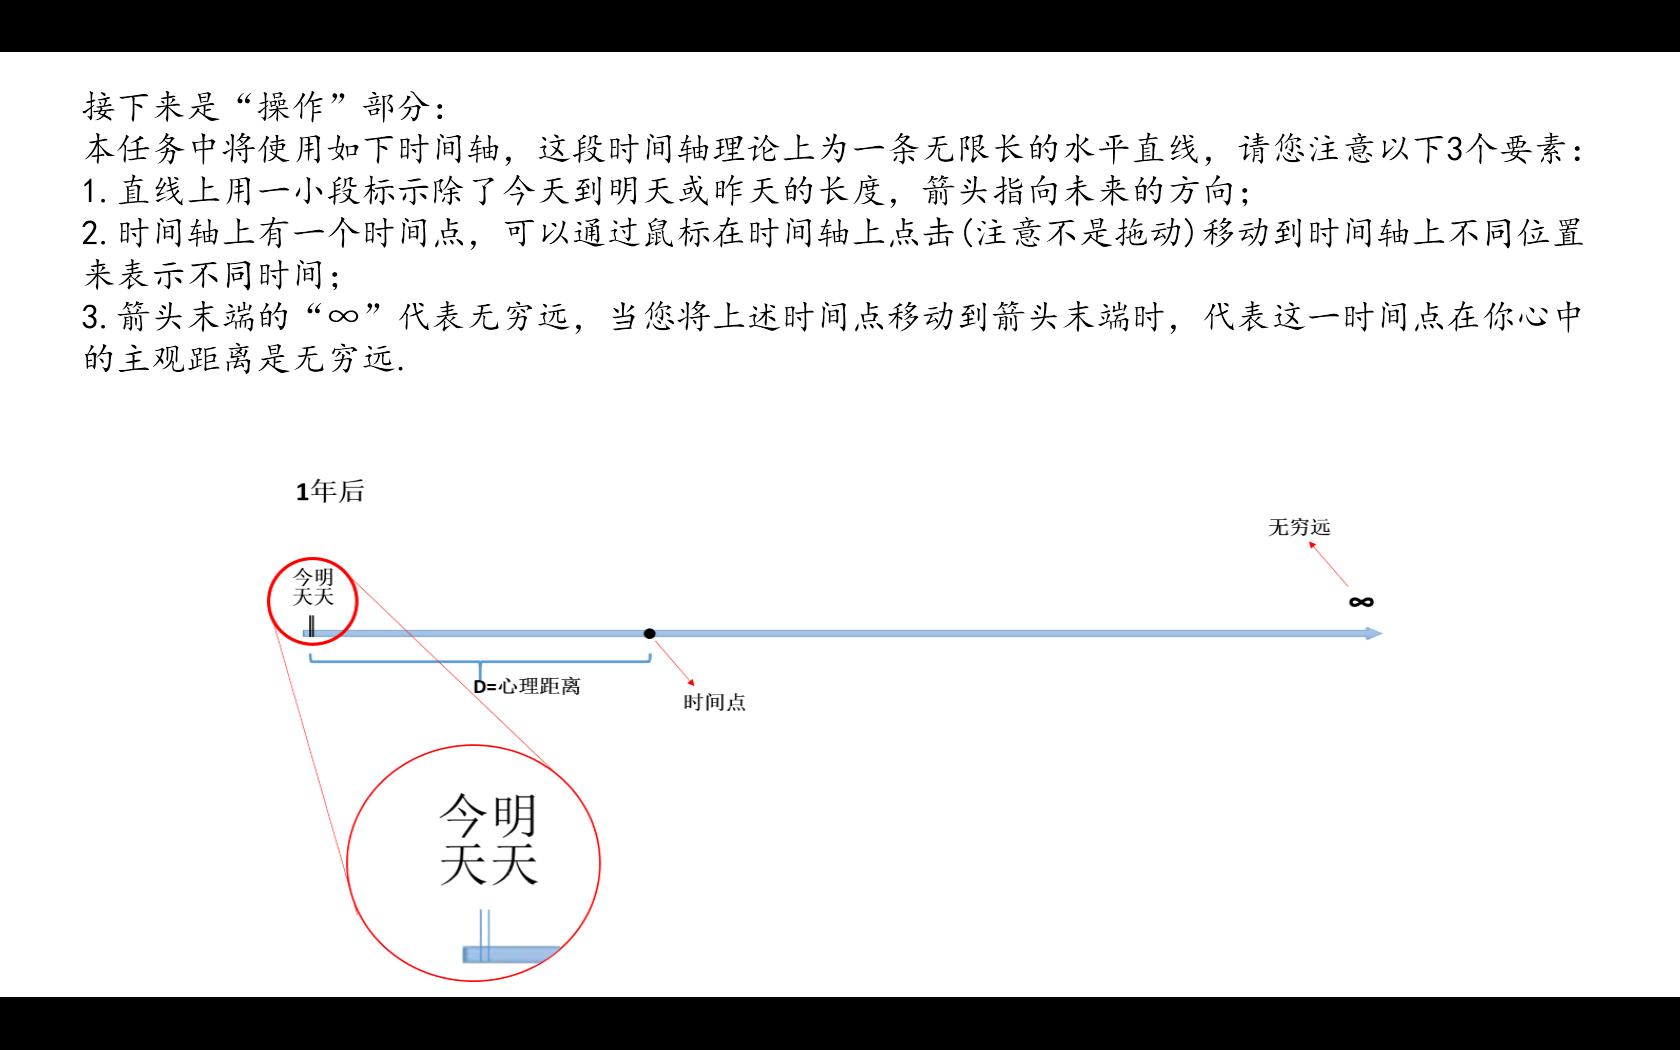 接下来是“操作”部分：
本任务中将使用如下时间轴，这段时间轴理论上为一条无限长的水平直线，请您注意以下3个要素：
1.直线上用一小段标示除了今天到明天或昨天的长度，箭头指向未来的方向；
2.时间轴上有一个时间点，可以通过鼠标在时间轴上点击(注意不是拖动)移动到时间轴上不同位置
来表示不同时间；
3.箭头末端的“∞”代表无穷远，当您将上述时间点移动到箭头末端时，代表这一时间点在你心中
的主观距离是无穷远.
1年后
无穷远
今明
天天
∞
D=心理距离
时间点
今明
天天